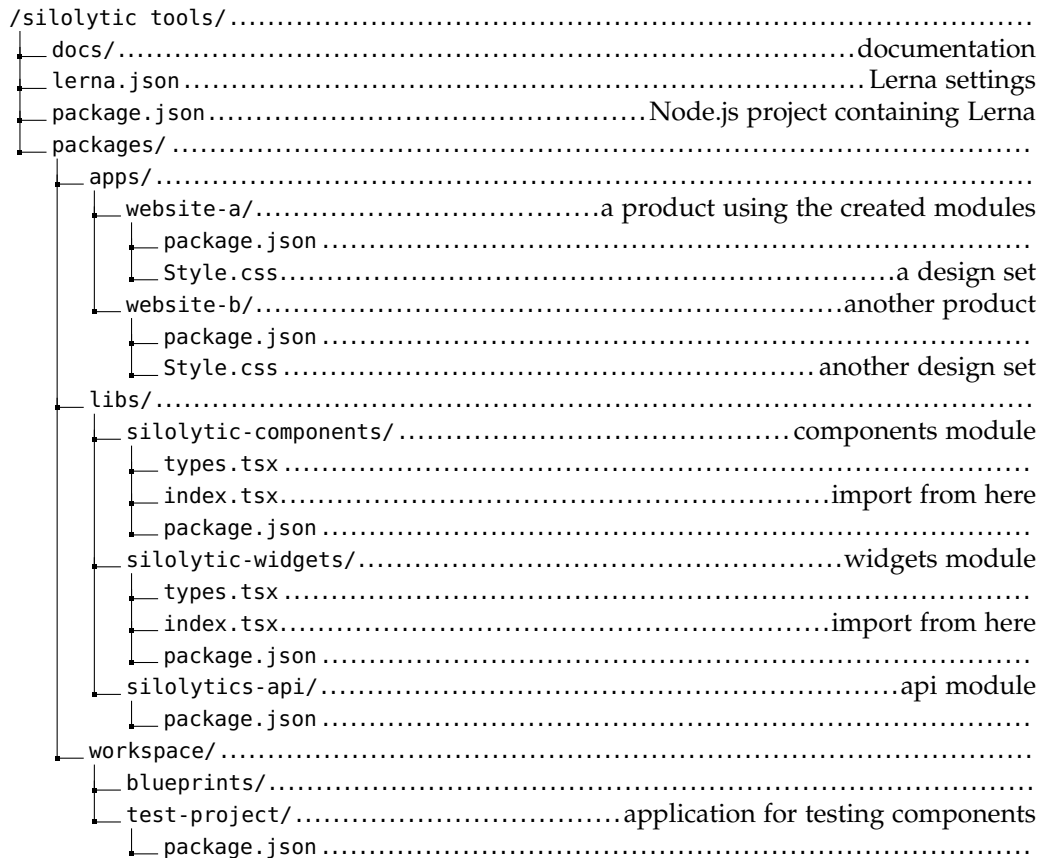 /silolytic tools/
docs/ documentation
lerna.json Lerna settings
package.json Node.js project containing Lerna
packages/
apps/
website-a/ a product using the created modules
package.json
Style.css a design set
website-b/ another product
package.json
Style.css another design set
libs/
silolytic-components/ components module
types.tsx
index.tsx import from here
package.json
silolytic-widgets/ widgets module
types.tsx
index.tsx import from here
package.json
silolytics-api/ api module
package.json
workspace/
blueprints/
test-project/ application for testing components
package.json